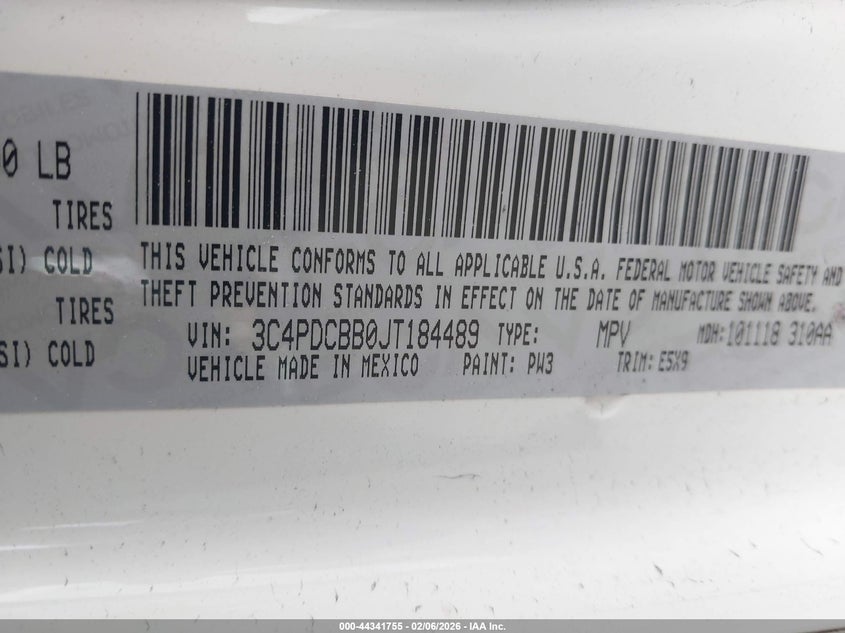 0 LB
TIRES
SI) COLD
TIRES
SI) COLD
THIS VEHICLE CONFORMS TO ALL APPLICABLE U.S.A. FEDERAL MOTOR VEHICLE SAFETY AND
THEFT PREVENTION STANDARDS IN EFFECT ON THE DATE OF MANUFACTURE SHOWN ABOVE.
VIN: 3C4PDCBB0JT184489 TYPE: MPV MDH: 101118 310AA
VEHICLE MADE IN MEXICO PAINT: PW3 TRIM: E5X9
000-44341755 - 02/06/2026 - IAA Inc.